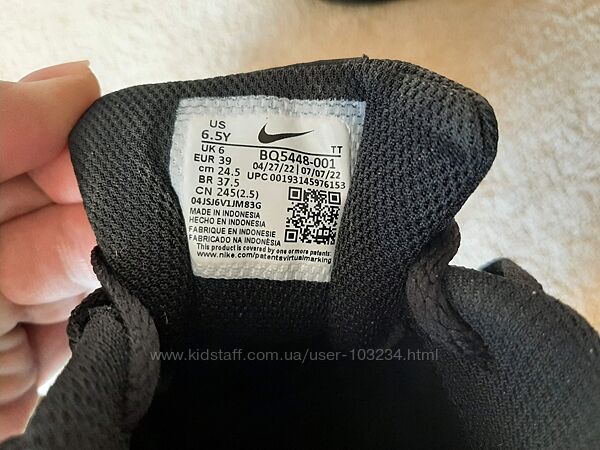 US
6.5Y
UK 6
EUR 39
cm 24.5
BR 37.5
CN 245(2.5)
TT
BQ5448-001
04/27/22 07/07/22
UPC 00193145976153
04JSJ6V1JM83G
MADE IN INDONESIA
HECHO EN INDONESIA
FABRIQUE EN INDONESIE
FABRICADO NA INDONÉSIA
This product is covered by one or more patents.
www.nike.com/patentsvirtualmarking
www.kidstaff.com.ua/user-103234.html